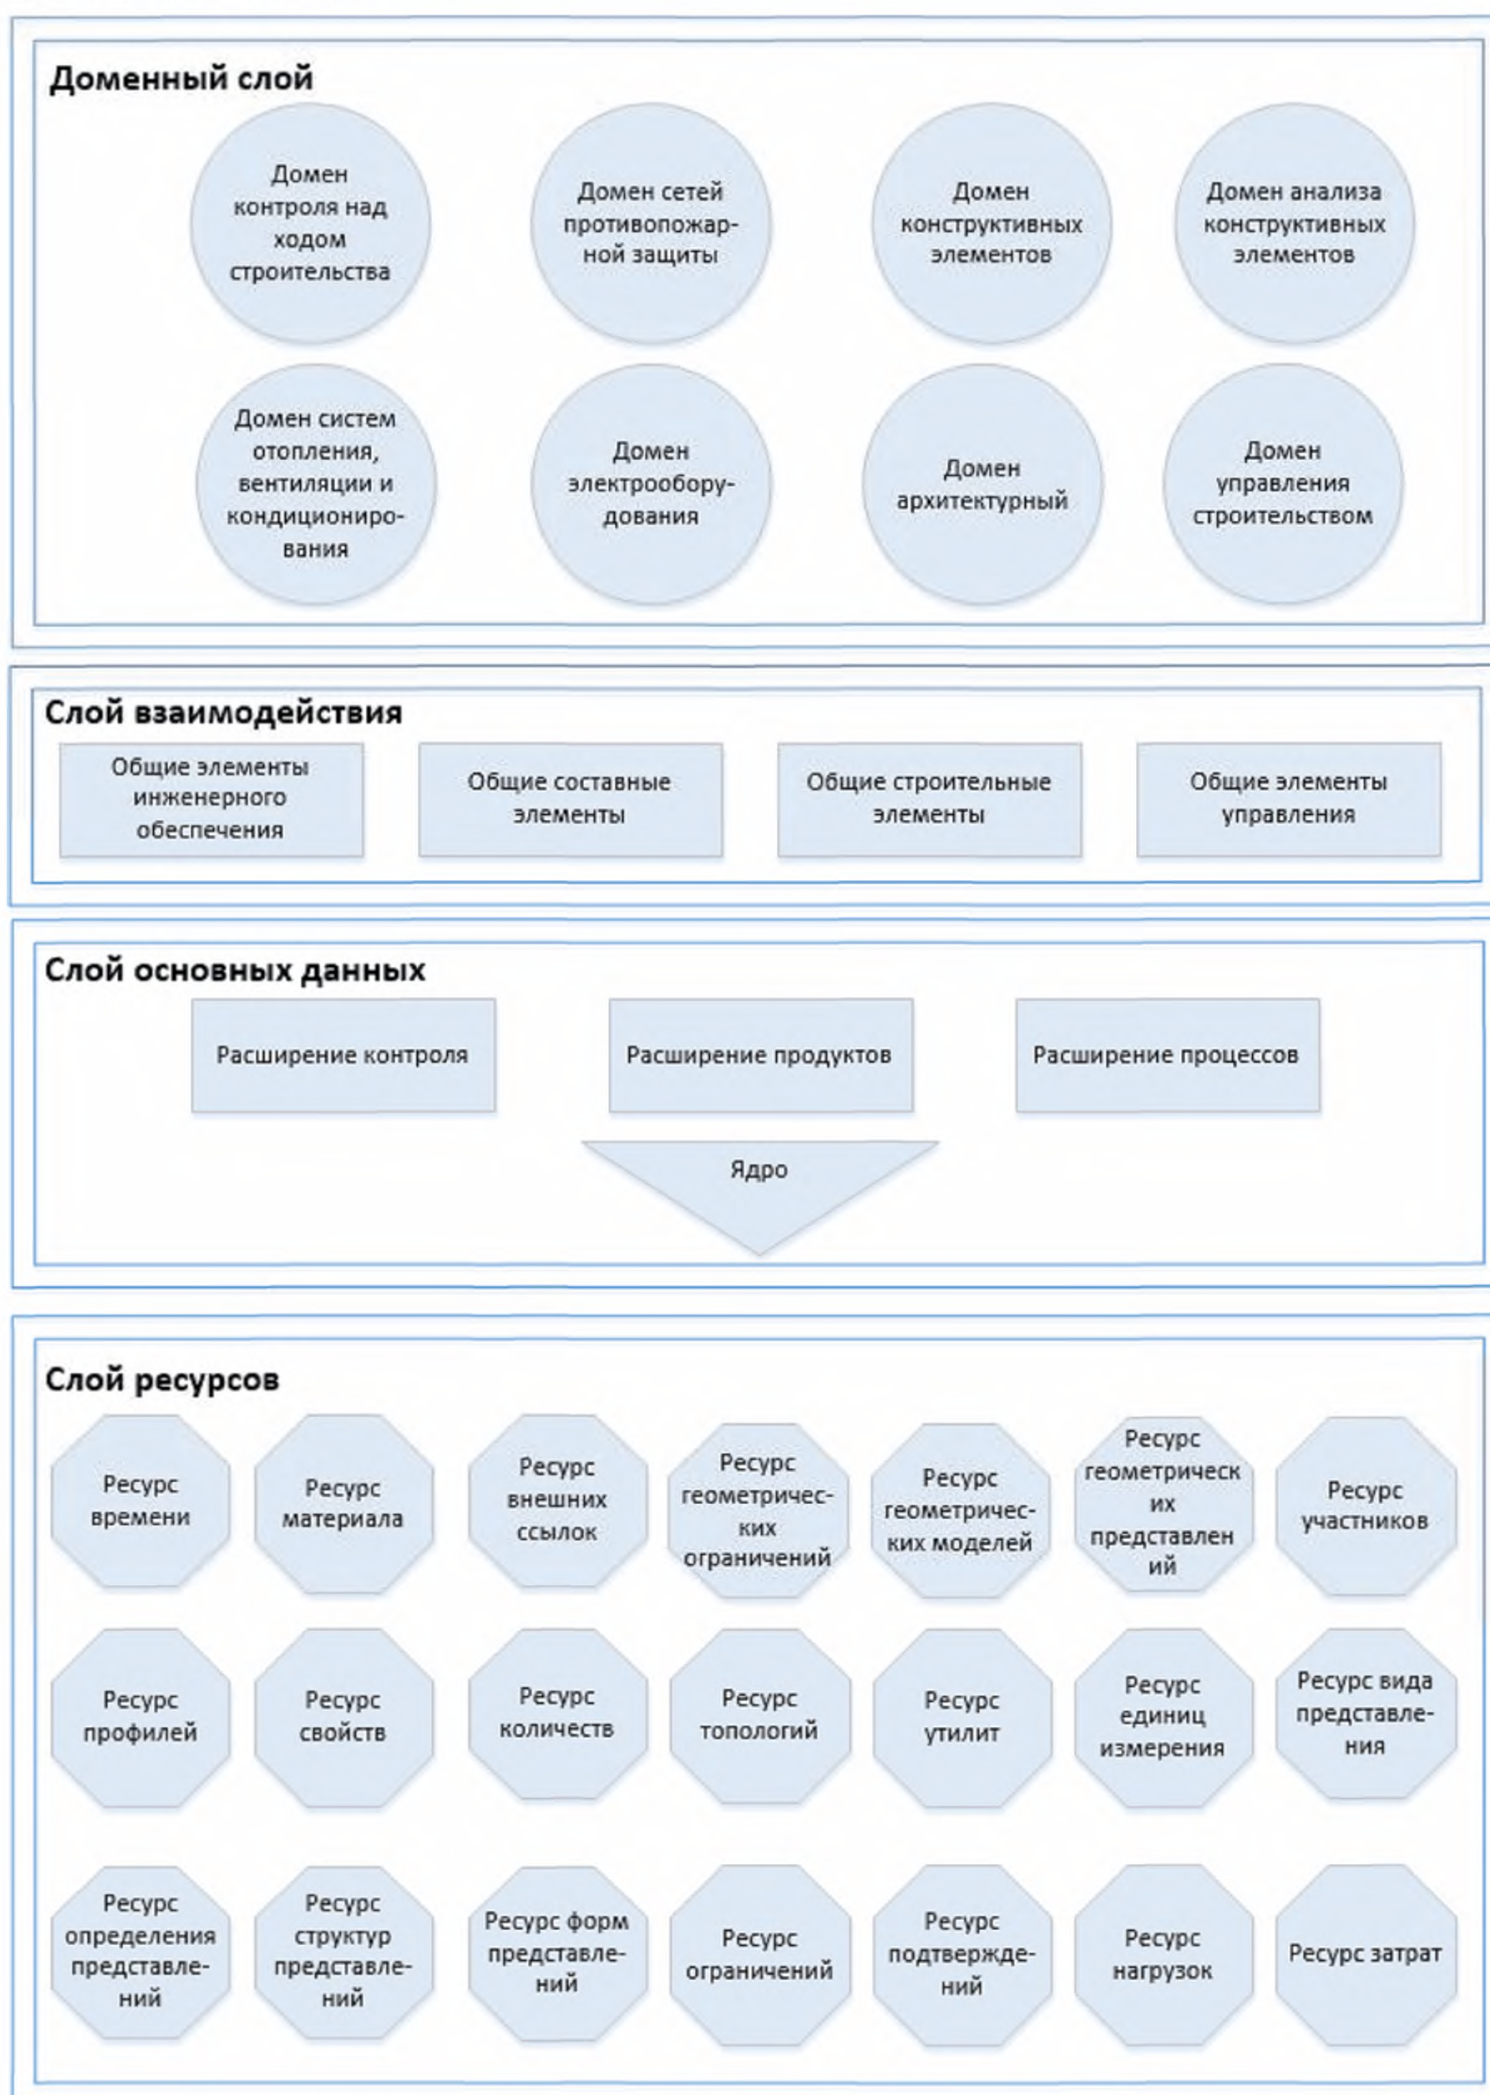 Доменный слой
Домен
контроля над
ходом
строительства
Домен сетей
противопожар-
ной защиты
Домен
конструктивных
элементов
Домен анализа
конструктивных
элементов
Домен систем
отопления,
вентиляции и
кондициониро-
вания
Домен
электрообору-
дования
Домен
архитектурный
Домен
управления
строительством
Слой взаимодействия
Общие элементы
инженерного
обеспечения
Общие составные
элементы
Общие строительные
элементы
Общие элементы
управления
Слой основных данных
Расширение контроля
Расширение продуктов
Расширение процессов
Ядро
Слой ресурсов
Ресурс
времени
Ресурс
материала
Ресурс
внешних
ссылок
Ресурс
геометричес-
ких
ограничений
Ресурс
геометричес-
ких моделей
Ресурс
геометрическ
их
представлен
ий
Ресурс
участников
Ресурс
профилей
Ресурс
свойств
Ресурс
количеств
Ресурс
топологий
Ресурс
утилит
Ресурс
единиц
измерения
Ресурс вида
представле-
ния
Ресурс
определения
представле-
ний
Ресурс
структур
представле-
ний
Ресурс форм
представле-
ний
Ресурс
ограничений
Ресурс
подтвержде-
ний
Ресурс
нагрузок
Ресурс затрат